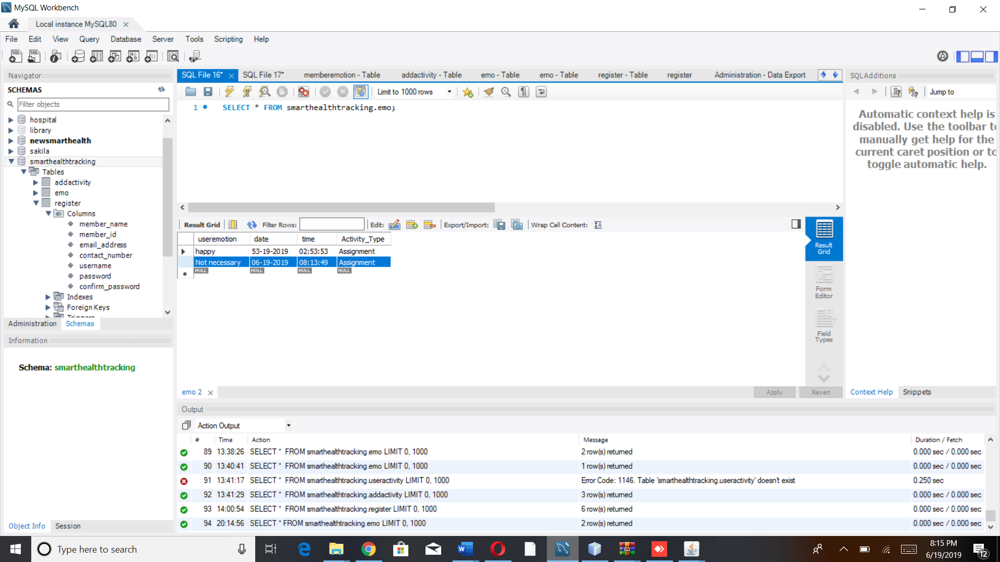 MySQL Workbench
Local instance MySQL80
File Edit View Query Database Server Tools Scripting Help
Navigator
SCHEMAS
Filter objects
hospital
library
newsmarthealth
sakila
smarthealthtracking
Tables
addactivity
emo
register
Columns
member_name
member_id
email_address
contact_number
username
password
confirm_password
Indexes
Foreign Keys
Triggers
Administration Schemas
Information
Schema: smarthealthtracking
Object Info Session
SQL File 16* SQL File 17* memberemotion - Table addactivity - Table emo - Table emo - Table register - Table register Administration - Data Export
Limit to 1000 rows
1 SELECT * FROM smarthealthtracking.emo;
Result Grid Filter Rows: Edit: Export/Import: Wrap Cell Content:
useremotion date time Activity_Type
happy 53-19-2019 02:53:53 Assignment
Not necessary 06-19-2019 08:13:49 Assignment
NULL NULL NULL NULL
Result
Grid
Form
Editor
Field
Types
emo 2 Apply Revert
SQLAdditions
Jump to
Automatic context help is
disabled. Use the toolbar to
manually get help for the
current caret position or to
toggle automatic help.
Context Help Snippets
Output
Action Output
# Time Action Message Duration / Fetch
89 13:38:26 SELECT * FROM smarthealthtracking.emo LIMIT 0, 1000 2 row(s) returned 0.000 sec / 0.000 sec
90 13:40:41 SELECT * FROM smarthealthtracking.emo LIMIT 0, 1000 1 row(s) returned 0.000 sec / 0.000 sec
91 13:41:17 SELECT * FROM smarthealthtracking.useractivity LIMIT 0, 1000 Error Code: 1146. Table 'smarthealthtracking.useractivity' doesn't exist 0.250 sec
92 13:41:29 SELECT * FROM smarthealthtracking.addactivity LIMIT 0, 1000 3 row(s) returned 0.000 sec / 0.000 sec
93 14:00:54 SELECT * FROM smarthealthtracking.register LIMIT 0, 1000 6 row(s) returned 0.000 sec / 0.000 sec
94 20:14:56 SELECT * FROM smarthealthtracking.emo LIMIT 0, 1000 2 row(s) returned 0.000 sec / 0.000 sec
Type here to search
8:15 PM
6/19/2019
12